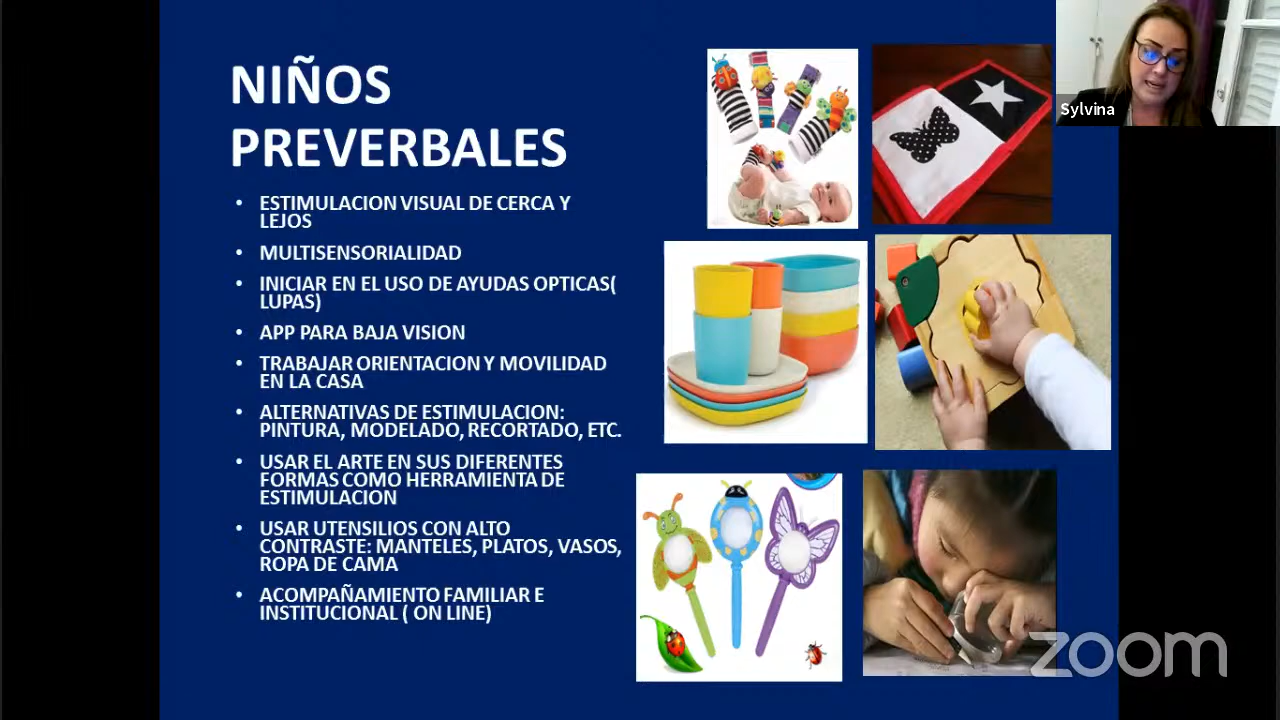 NIÑOS
PREVERBALES
• ESTIMULACION VISUAL DE CERCA Y
LEJOS
• MULTISENSORIALIDAD
• INICIAR EN EL USO DE AYUDAS OPTICAS(
LUPAS)
• APP PARA BAJA VISION
• TRABAJAR ORIENTACION Y MOVILIDAD
EN LA CASA
• ALTERNATIVAS DE ESTIMULACION:
PINTURA, MODELADO, RECORTADO, ETC.
• USAR EL ARTE EN SUS DIFERENTES
FORMAS COMO HERRAMIENTA DE
ESTIMULACION
• USAR UTENSILIOS CON ALTO
CONTRASTE: MANTELES, PLATOS, VASOS,
ROPA DE CAMA
• ACOMPAÑAMIENTO FAMILIAR E
INSTITUCIONAL ( ON LINE)
Sylvina
zoom